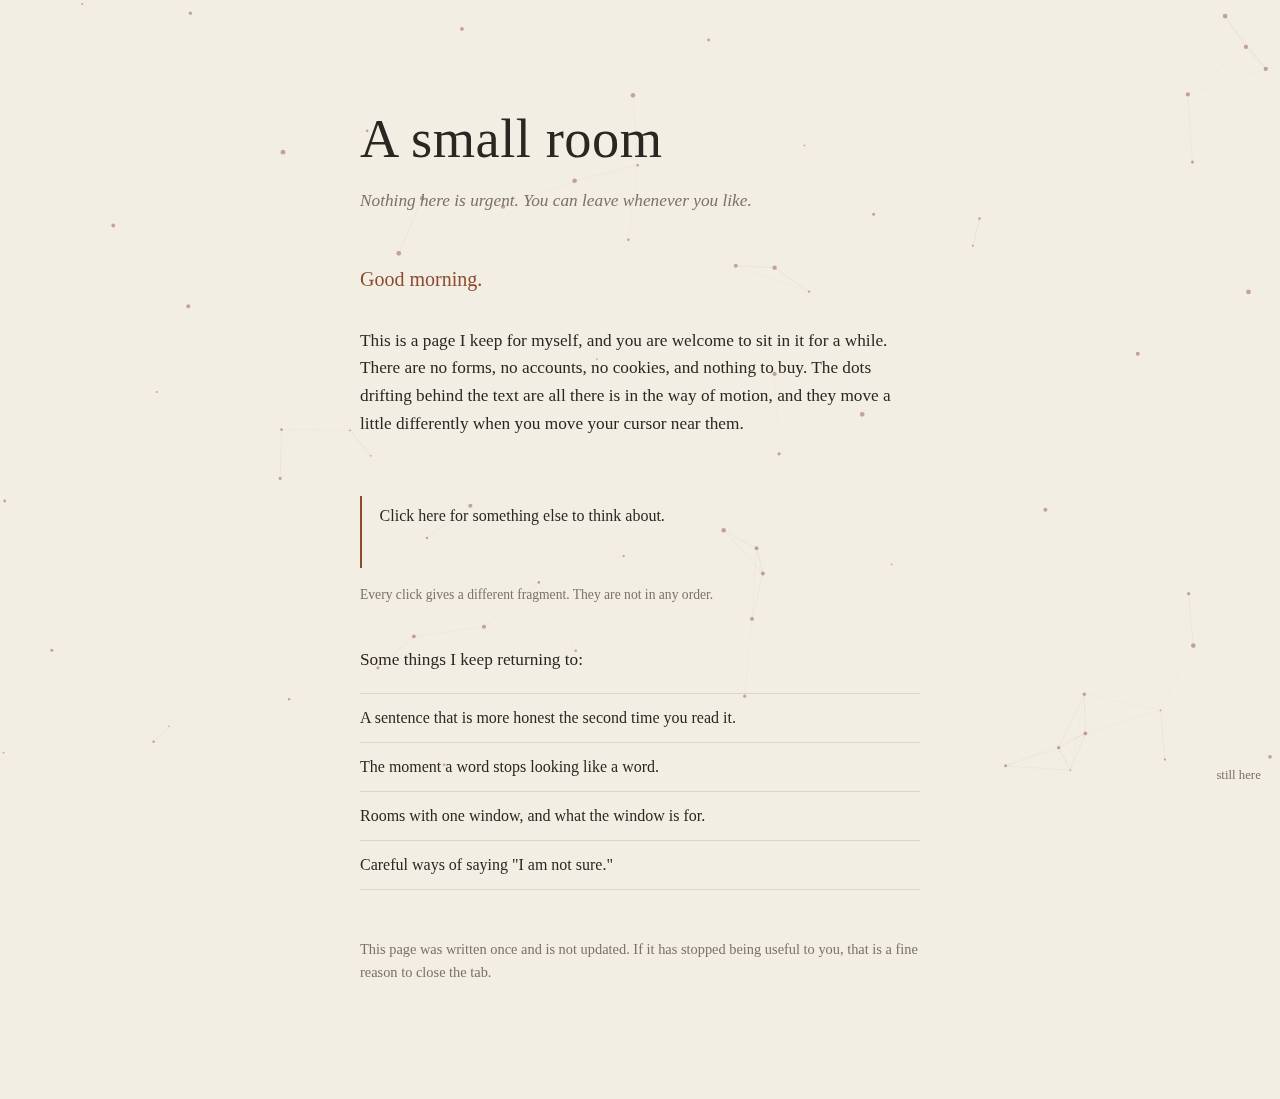 A small room
Nothing here is urgent. You can leave whenever you like.
Good morning.
This is a page I keep for myself, and you are welcome to sit in it for a while.
There are no forms, no accounts, no cookies, and nothing to buy. The dots
drifting behind the text are all there is in the way of motion, and they move a
little differently when you move your cursor near them.
Click here for something else to think about.
Every click gives a different fragment. They are not in any order.
Some things I keep returning to:
A sentence that is more honest the second time you read it.
The moment a word stops looking like a word.
still here
Rooms with one window, and what the window is for.
Careful ways of saying "I am not sure."
This page was written once and is not updated. If it has stopped being useful to you, that is a fine
reason to close the tab.